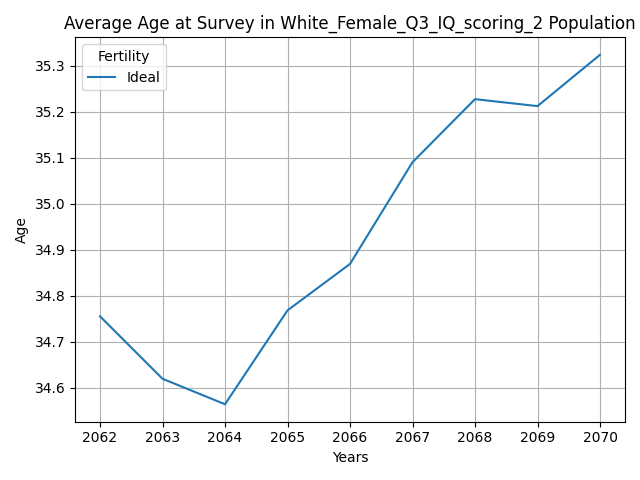 Average Age at Survey in White_Female_Q3_IQ_scoring_2 Population
Fertility
Ideal
Age
35.3
35.2
35.1
35.0
34.9
34.8
34.7
34.6
2062 2063 2064 2065 2066 2067 2068 2069 2070
Years